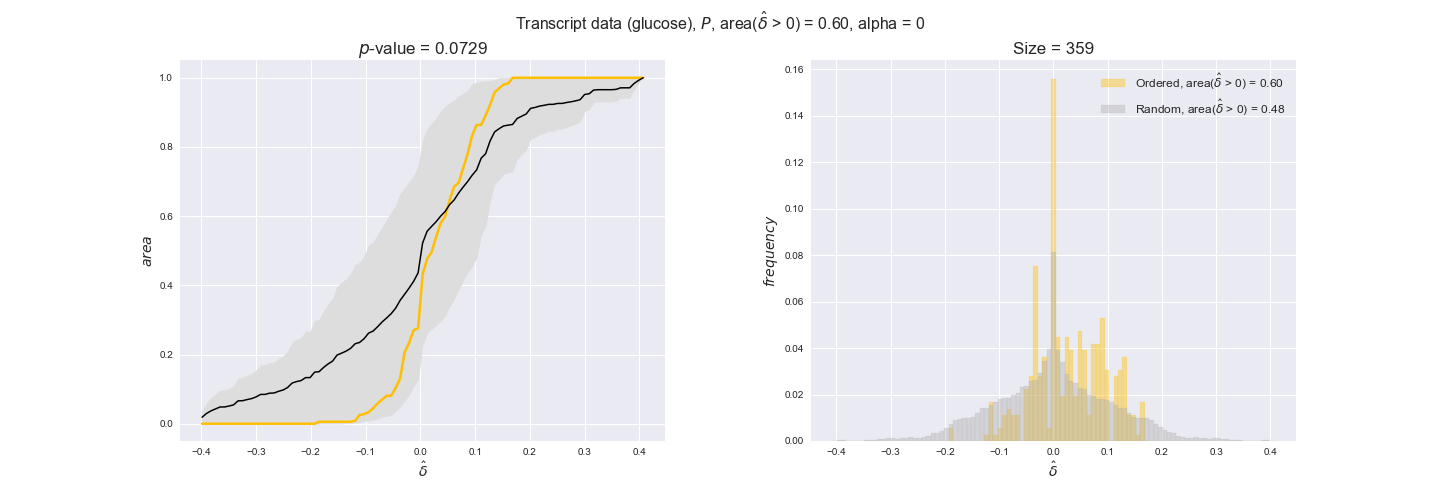 Transcript data (glucose), P, area(δ̂ > 0) = 0.60, alpha = 0
p-value = 0.0729
1.0
0.8
0.6
0.4
0.2
0.0
area
−0.4 −0.3 −0.2 −0.1 0.0 0.1 0.2 0.3 0.4
δ̂
Size = 359
0.16
0.14
0.12
0.10
0.08
0.06
0.04
0.02
0.00
frequency
Ordered, area(δ̂ > 0) = 0.60
Random, area(δ̂ > 0) = 0.48
−0.4 −0.3 −0.2 −0.1 0.0 0.1 0.2 0.3 0.4
δ̂